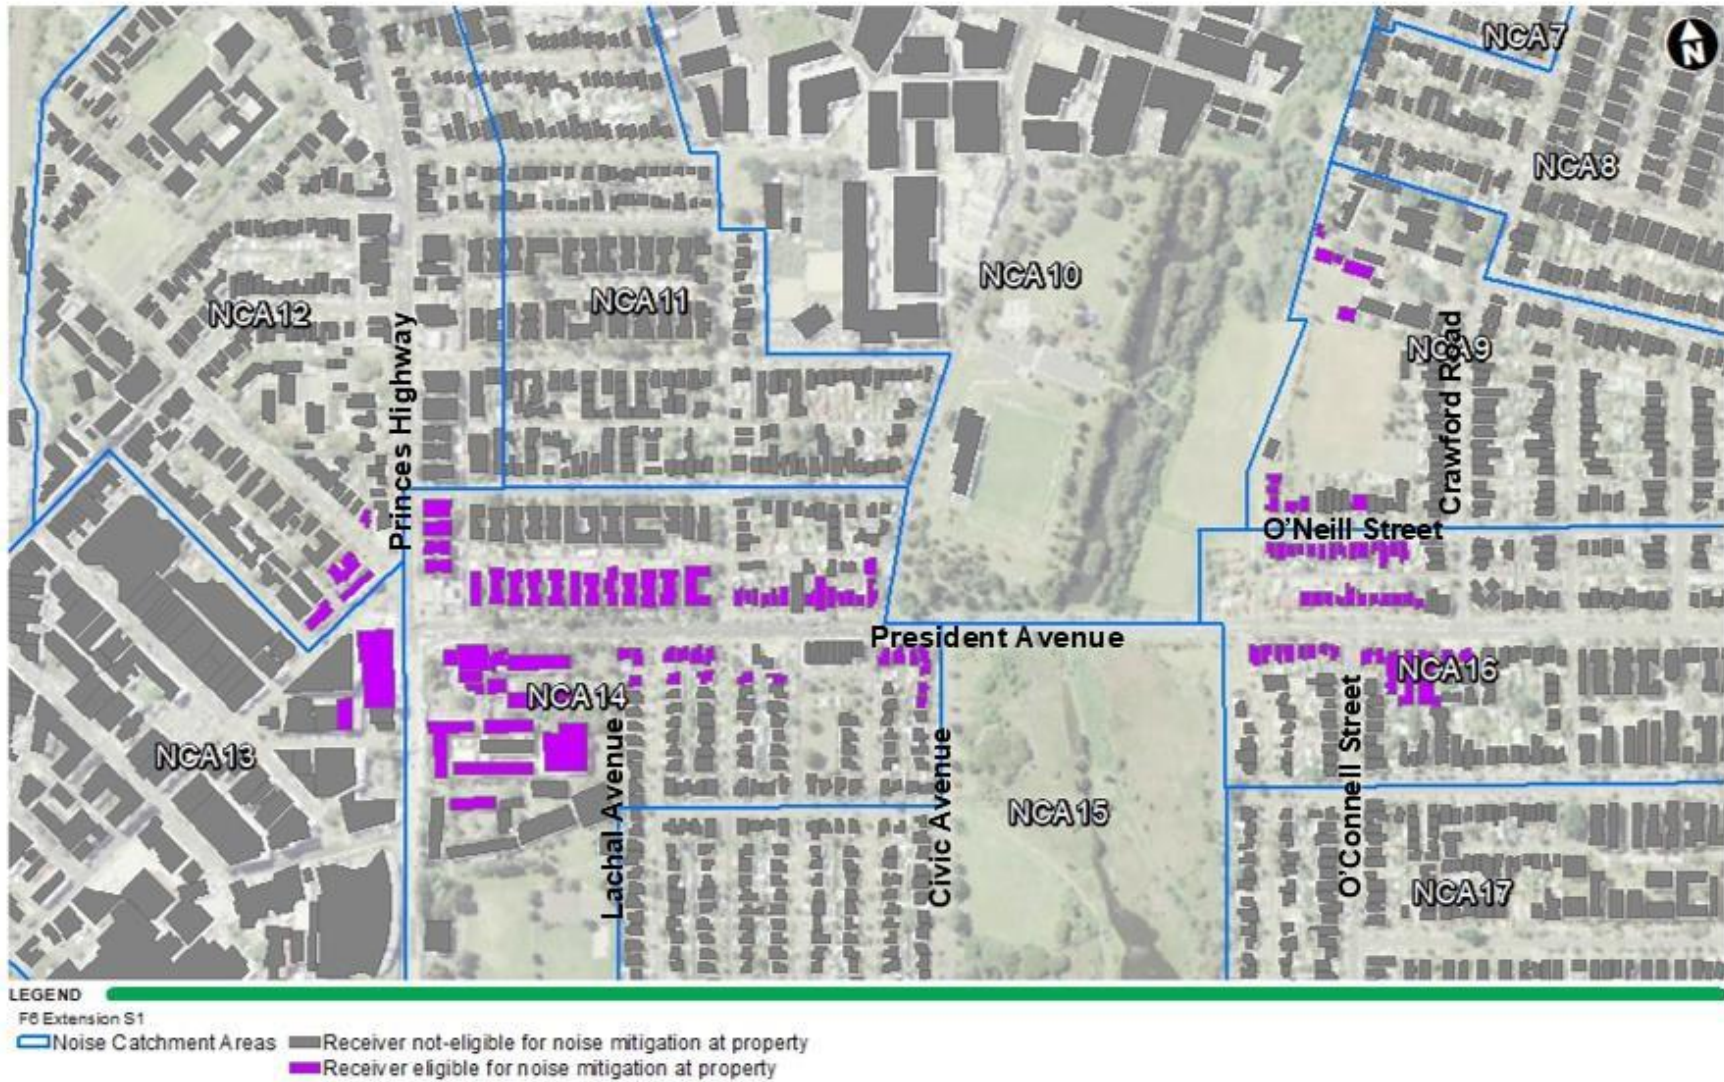 NCA7
N
NCA8
NCA10
NCA11
NCA12
Princes Highway
NCA9
Crawford Road
O'Neill Street
President Avenue
NCA14
NCA16
NCA13
Lachal Avenue
Civic Avenue
O'Connell Street
NCA15
NCA17
LEGEND
F6 Extension S1
Noise Catchment Areas
Receiver not-eligible for noise mitigation at property
Receiver eligible for noise mitigation at property